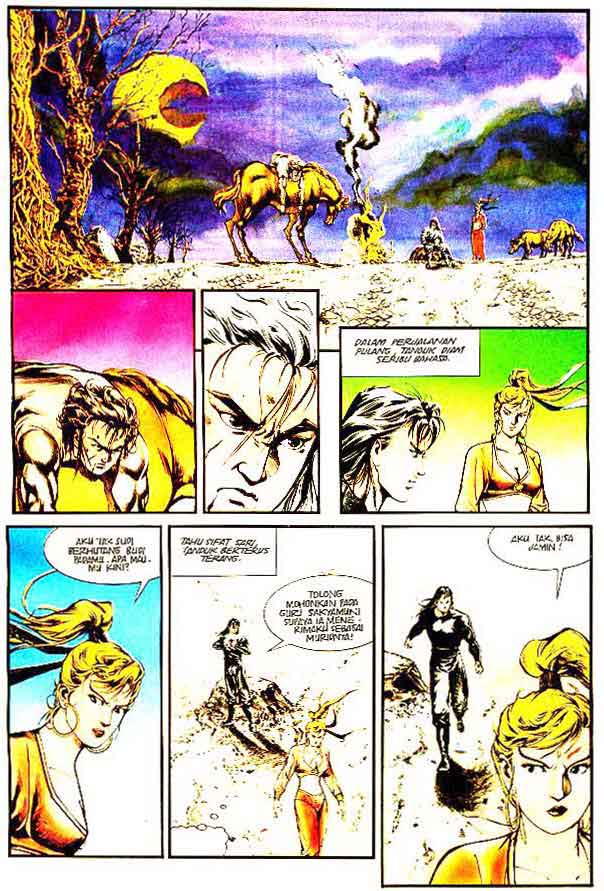 DALAM PERJALANAN
PULANG, TANDUK DIAM
SERIBU BAHASA.
AKU TAK SUDI
BERHUTANG BUDI
PADAMU. APA MAU-
MU KINI?
TAHU SIFAT SARI,
TANDUK BERTERUS
TERANG.
TOLONG
MOHONKAN PADA
GURU SAKYAMUNI
SUPAYA IA MENE-
RIMAKU SEBAGAI
MURIDNYA!
AKU TAK BISA
JAMIN!